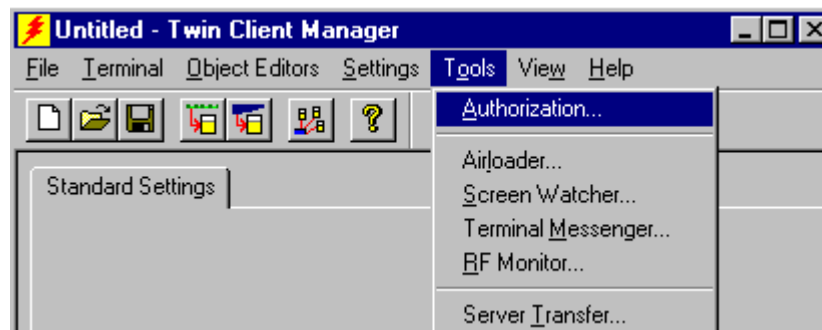 Untitled - Twin Client Manager
File Terminal Object Editors Settings Tools View Help
Authorization...
Airloader...
Standard Settings
Screen Watcher...
Terminal Messenger...
RF Monitor...
Server Transfer...